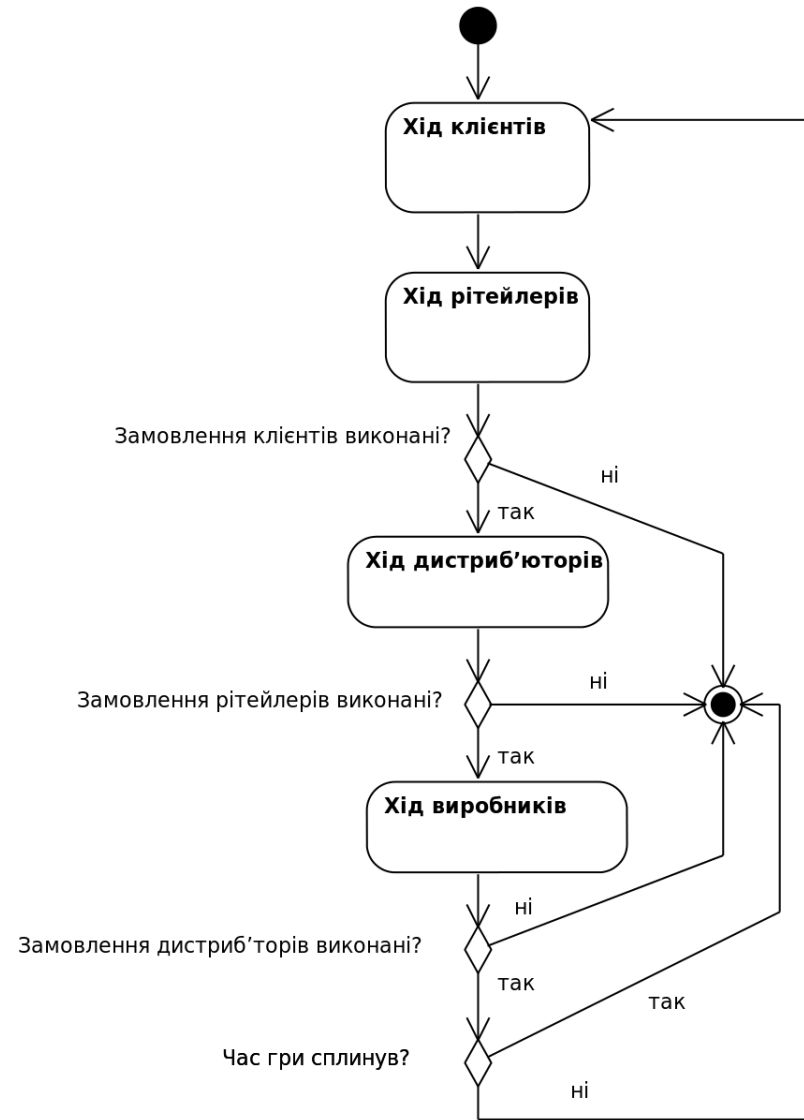 Хід клієнтів
Хід рітейлерів
Замовлення клієнтів виконані?
ні
так
Хід дистриб’юторів
Замовлення рітейлерів виконані?
ні
так
Хід виробників
ні
Замовлення дистриб’торів виконані?
так
так
Час гри сплинув?
ні